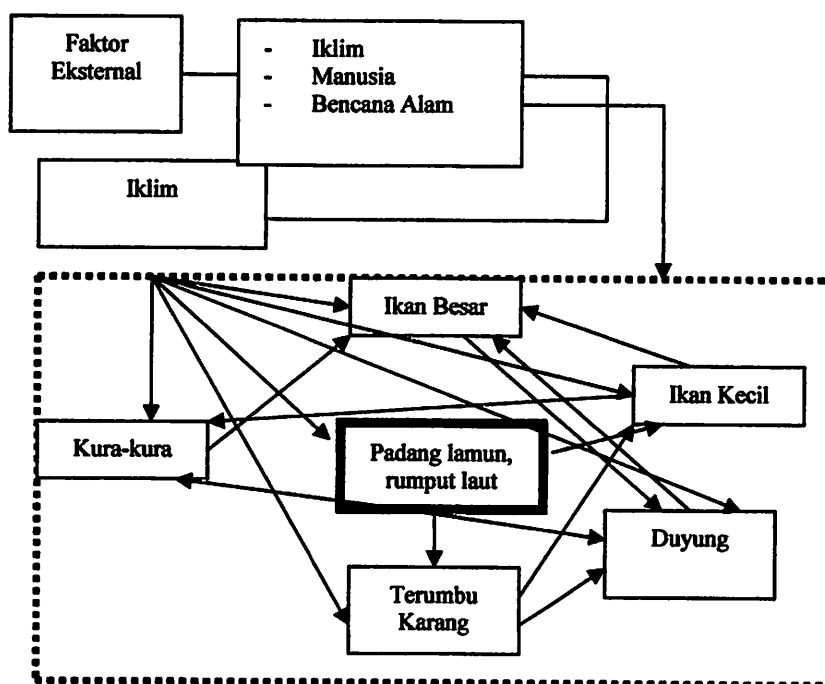 Faktor
Eksternal
- Iklim
- Manusia
- Bencana Alam
Iklim
Ikan Besar
Ikan Kecil
Kura-kura
Padang lamun,
rumput laut
Duyung
Terumbu
Karang